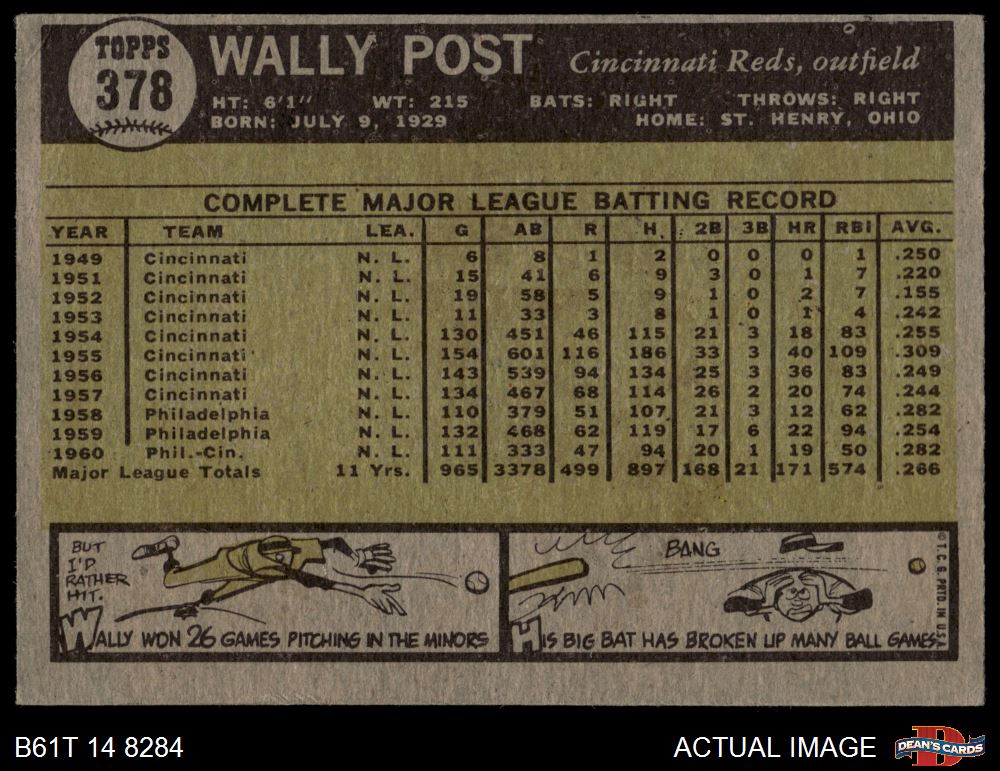 TOPPS
378
WALLY POST Cincinnati Reds, outfield
HT: 6'1" WT: 215 BATS: RIGHT THROWS: RIGHT
BORN: JULY 9, 1929 HOME: ST. HENRY, OHIO
COMPLETE MAJOR LEAGUE BATTING RECORD
YEAR TEAM LEA. G AB R H. 2B 3B HR RBI AVG.
1949 Cincinnati N. L. 6 8 1 2 0 0 0 1 .250
1951 Cincinnati N. L. 15 41 6 9 3 0 1 7 .220
1952 Cincinnati N. L. 19 58 5 9 1 0 2 7 .155
1953 Cincinnati N. L. 11 33 3 8 1 0 1 4 .242
1954 Cincinnati N. L. 130 451 46 115 21 3 18 83 .255
1955 Cincinnati N. L. 154 601 116 186 33 3 40 109 .309
1956 Cincinnati N. L. 143 539 94 134 25 3 36 83 .249
1957 Cincinnati N. L. 134 467 68 114 26 2 20 74 .244
1958 Philadelphia N. L. 110 379 51 107 21 3 12 62 .282
1959 Philadelphia N. L. 132 468 62 119 17 6 22 94 .254
1960 Phil.-Cin. N. L. 111 333 47 94 20 1 19 50 .282
Major League Totals 11 Yrs. 965 3378 499 897 168 21 171 574 .266
BUT
I'D
RATHER
HIT.
WALLY WON 26 GAMES PITCHING IN THE MINORS
BANG
HIS BIG BAT HAS BROKEN UP MANY BALL GAMES
© T. C. G. PRTD. IN U.S.A.
B61T 14 8284 ACTUAL IMAGE
DEAN'S CARDS